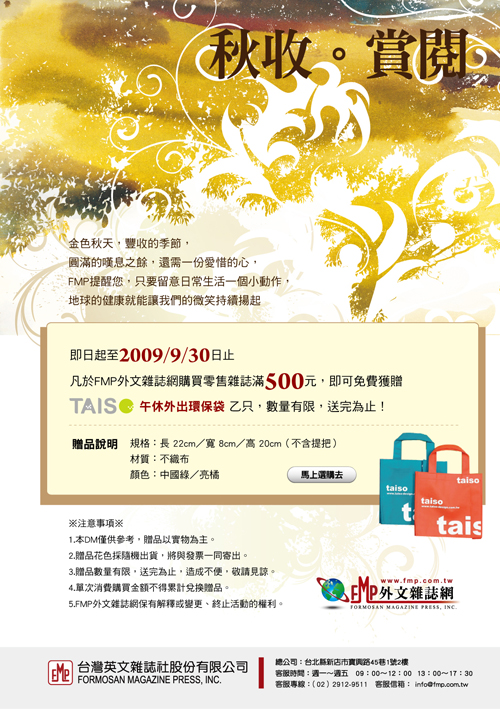 秋收。賞閱
金色秋天，豐收的季節，
圓滿的嘆息之餘，還需一份愛惜的心，
FMP提醒您，只要留意日常生活一個小動作，
地球的健康就能讓我們的微笑持續揚起
即日起至2009/9/30日止
凡於FMP外文雜誌網購買零售雜誌滿500元，即可免費獲贈
TAISO 午休外出環保袋 乙只，數量有限，送完為止！
贈品說明 規格：長 22cm／寬 8cm／高 20cm（不含提把）
材質：不織布
顏色：中國綠／亮橘
馬上選購去
taiso
taiso
taiso
t
tais
※注意事項※
1.本DM僅供參考，贈品以實物為主。
2.贈品花色採隨機出貨，將與發票一同寄出。
3.贈品數量有限，送完為止，造成不便，敬請見諒。
4.單次消費購買金額不得累計兌換贈品。
5.FMP外文雜誌網保有解釋或變更、終止活動的權利。
www.fmp.com.tw
FMP外文雜誌網
FORMOSAN MAGAZINE PRESS, INC.
FMP 台灣英文雜誌社股份有限公司
FORMOSAN MAGAZINE PRESS, INC.
總公司：台北縣新店市寶興路45巷1號2樓
客服時間：週一～週五 09：00～12：00 13：00～17：30
客服專線：(02) 2912-9511 客服信箱： info@fmp.com.tw